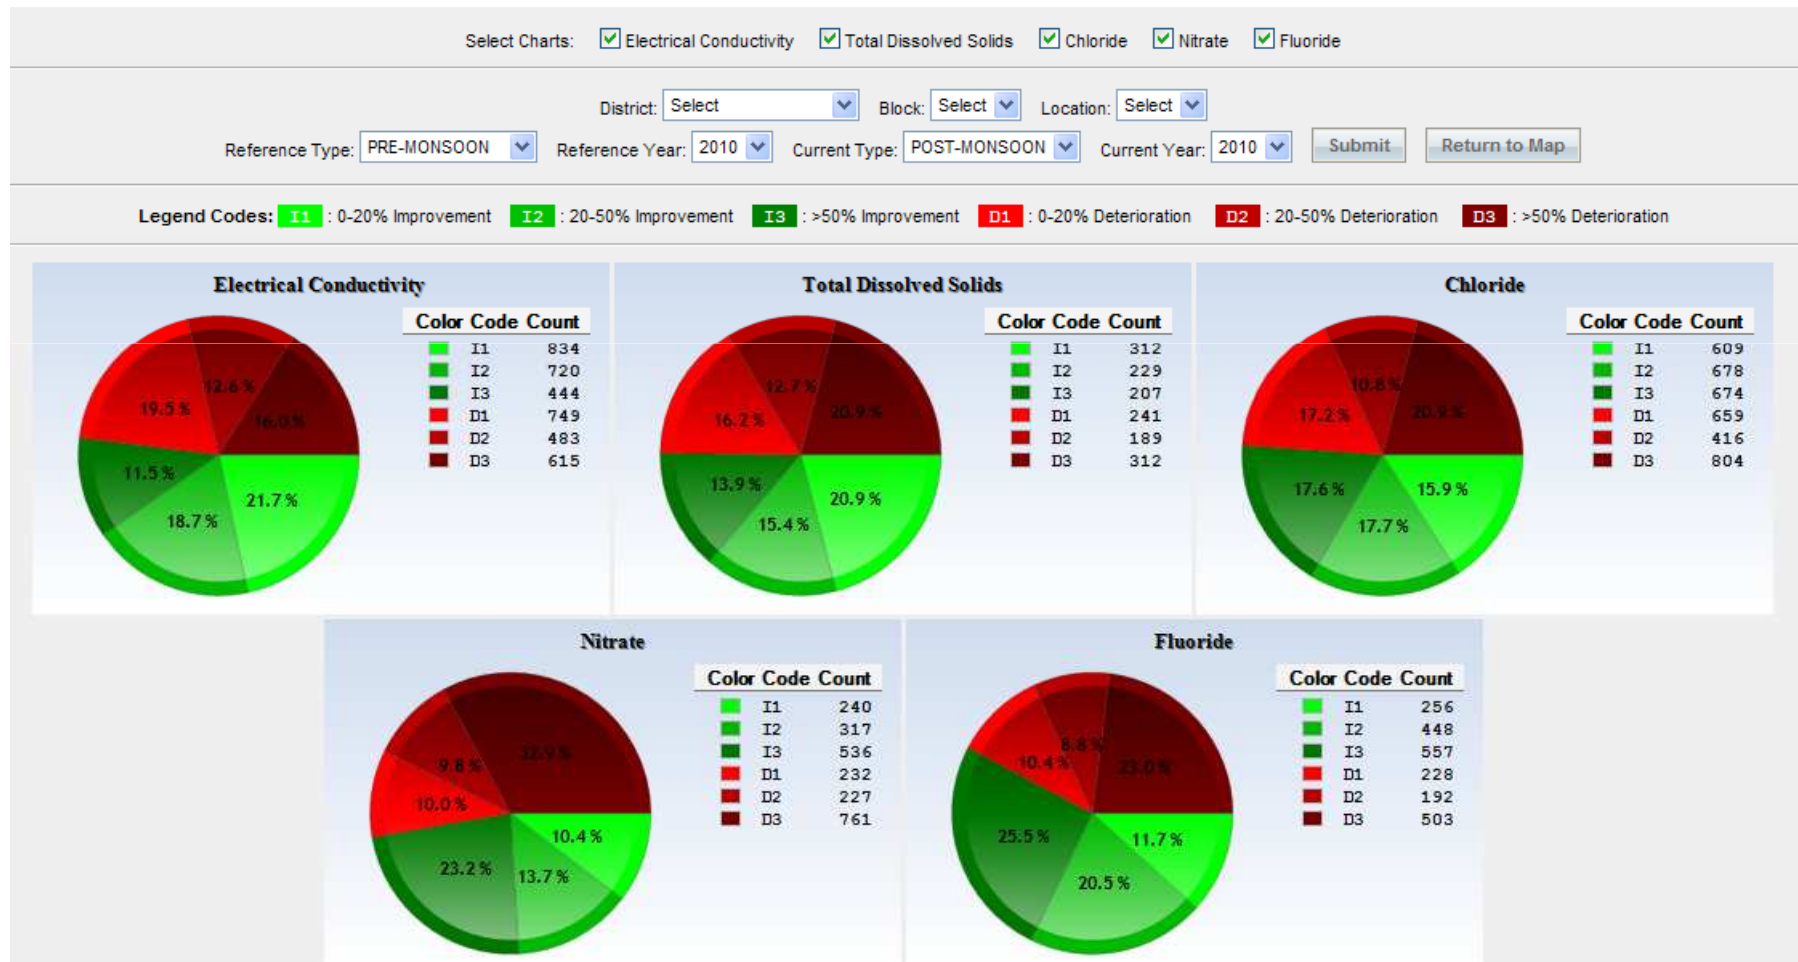 Select Charts: Electrical Conductivity Total Dissolved Solids Chloride Nitrate Fluoride
District: Select Block: Select Location: Select
Reference Type: PRE-MONSOON Reference Year: 2010 Current Type: POST-MONSOON Current Year: 2010 Submit Return to Map
Legend Codes: I1 : 0-20% Improvement I2 : 20-50% Improvement I3 : >50% Improvement D1 : 0-20% Deterioration D2 : 20-50% Deterioration D3 : >50% Deterioration
Electrical Conductivity
Color Code Count
I1 834
I2 720
I3 444
D1 749
D2 483
D3 615
12.6%
19.5%
16.0%
11.5%
21.7%
18.7%
Total Dissolved Solids
Color Code Count
I1 312
I2 229
I3 207
D1 241
D2 189
D3 312
12.7%
20.9%
16.2%
13.9%
20.9%
15.4%
Chloride
Color Code Count
I1 609
I2 678
I3 674
D1 659
D2 416
D3 804
10.8%
17.2%
20.9%
17.6%
15.9%
17.7%
Nitrate
Color Code Count
I1 240
I2 317
I3 536
D1 232
D2 227
D3 761
32.9%
9.8%
10.0%
10.4%
23.2%
13.7%
Fluoride
Color Code Count
I1 256
I2 448
I3 557
D1 228
D2 192
D3 503
8.8%
10.4%
23.0%
25.5%
11.7%
20.5%